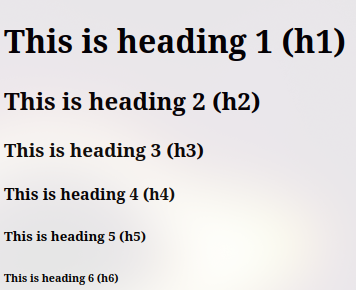 This is heading 1 (h1)
This is heading 2 (h2)
This is heading 3 (h3)
This is heading 4 (h4)
This is heading 5 (h5)
This is heading 6 (h6)